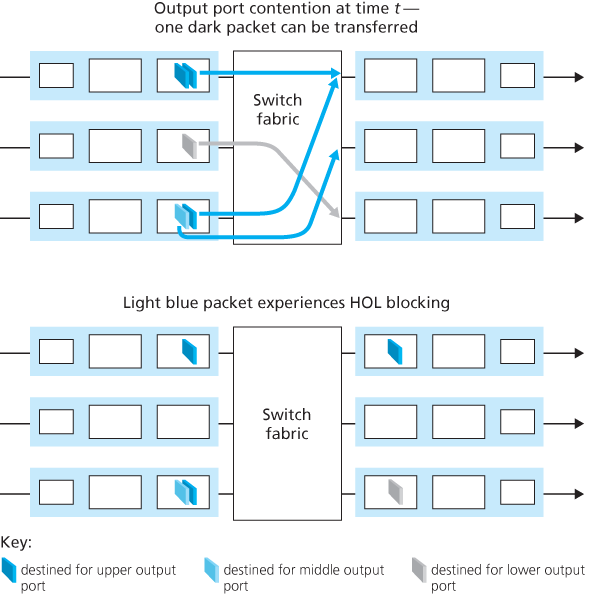 Output port contention at time t—
one dark packet can be transferred
Switch
fabric
Light blue packet experiences HOL blocking
Switch
fabric
Key:
destined for upper output
port
destined for middle output
port
destined for lower output
port